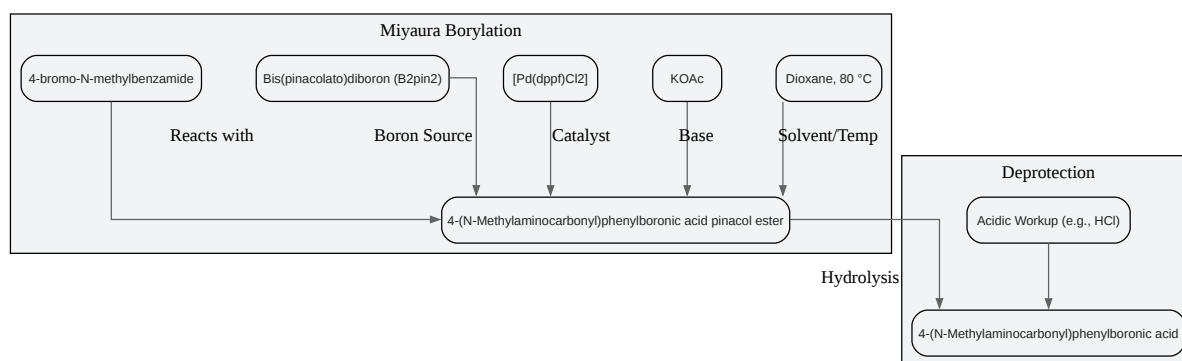 Miyaura Borylation
4-bromo-N-methylbenzamide
Bis(pinacolato)diboron (B2pin2)
[Pd(dppf)Cl2]
KOAc
Dioxane, 80 °C
Reacts with
Boron Source
Catalyst
Base
Solvent/Temp
4-(N-Methylaminocarbonyl)phenylboronic acid pinacol ester
Deprotection
Acidic Workup (e.g., HCl)
Hydrolysis
4-(N-Methylaminocarbonyl)phenylboronic acid